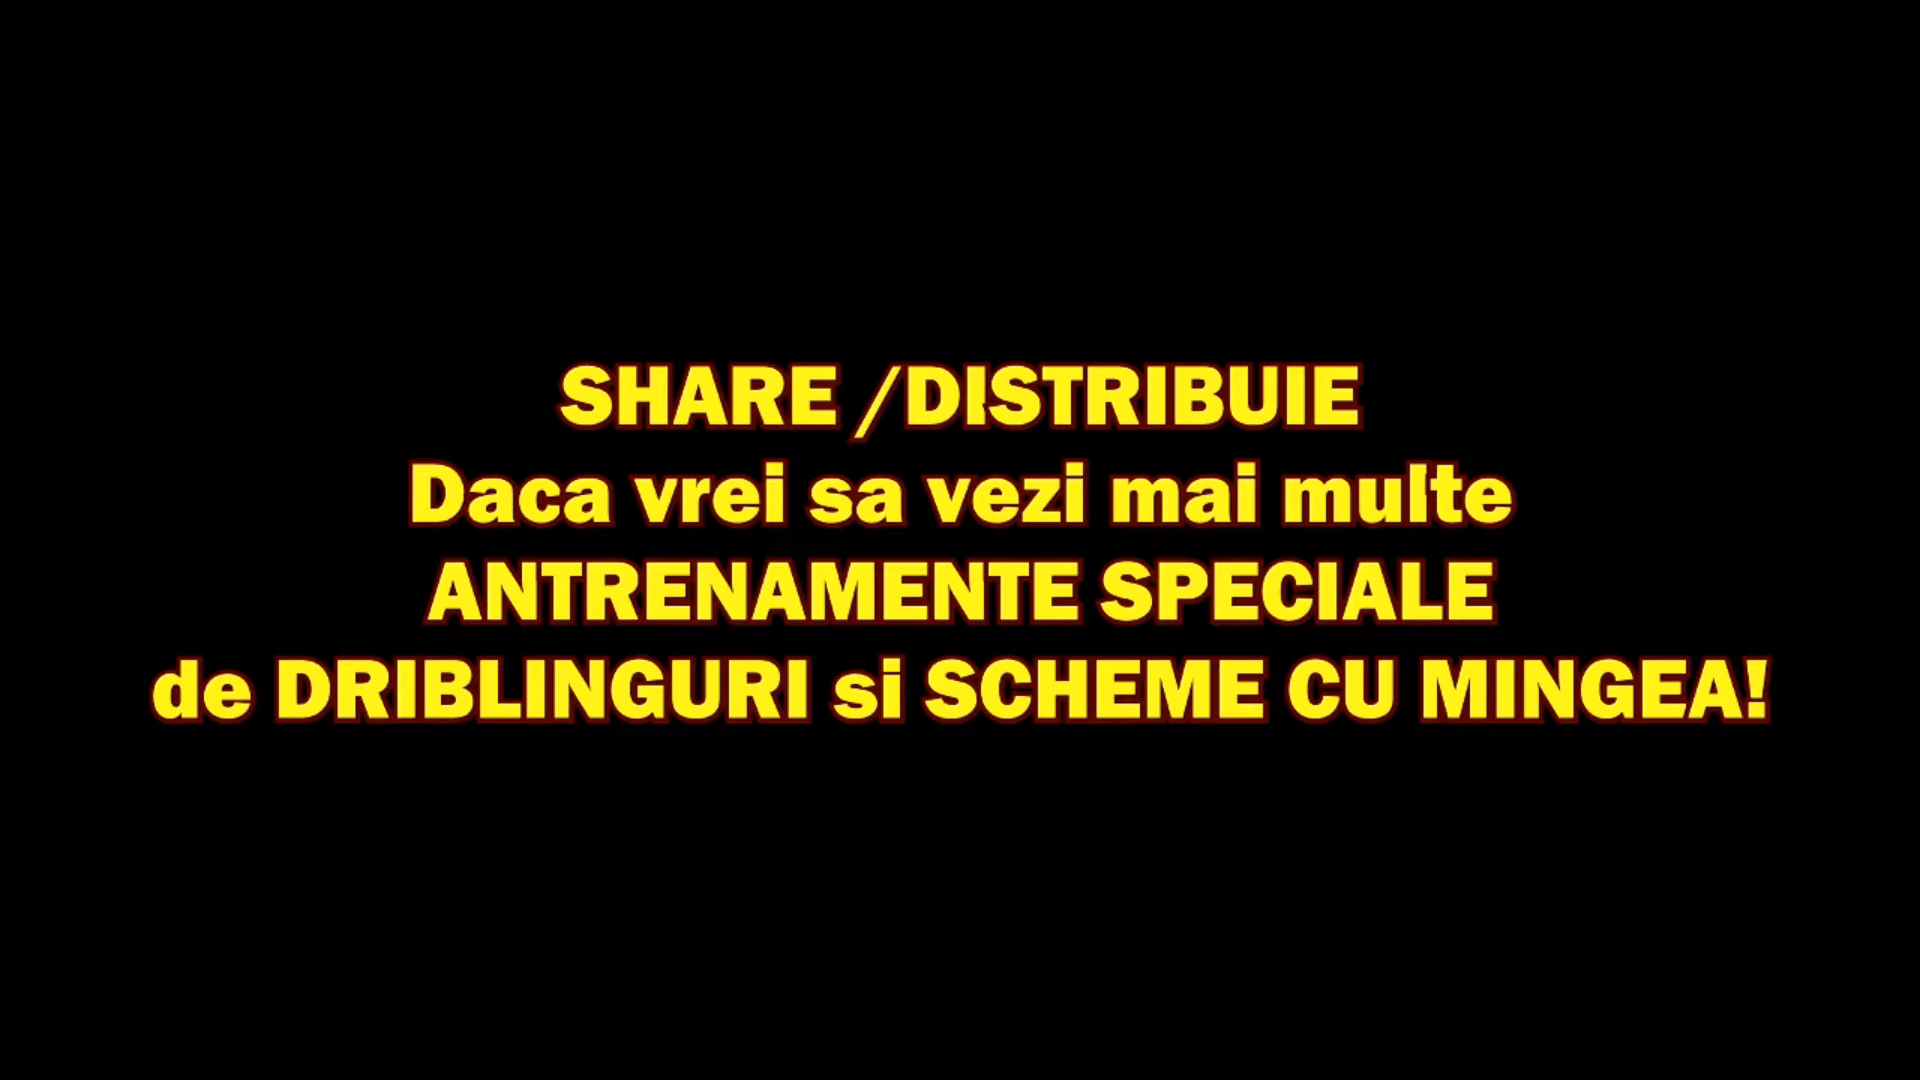 SHARE /DISTRIBUIE
Daca vrei sa vezi mai multe
ANTRENAMENTE SPECIALE
de DRIBLINGURI si SCHEME CU MINGEA!